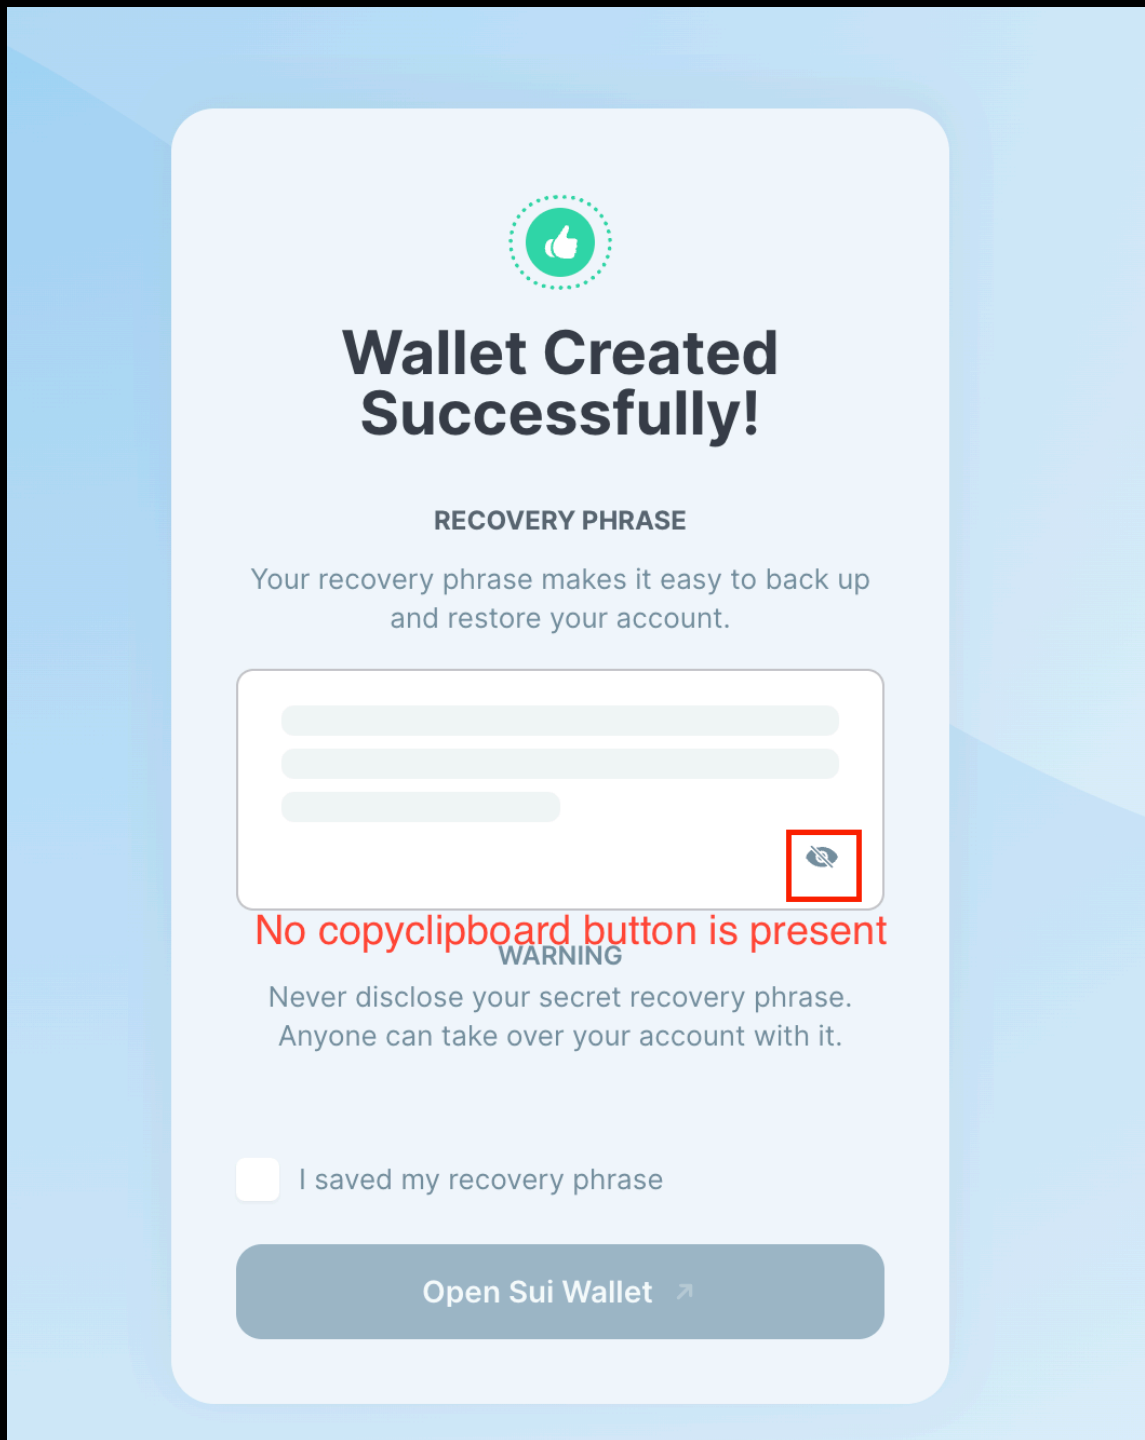 Wallet Created
Successfully!
RECOVERY PHRASE
Your recovery phrase makes it easy to back up
and restore your account.
No copyclipboard button is present
WARNING
Never disclose your secret recovery phrase.
Anyone can take over your account with it.
I saved my recovery phrase
Open Sui Wallet